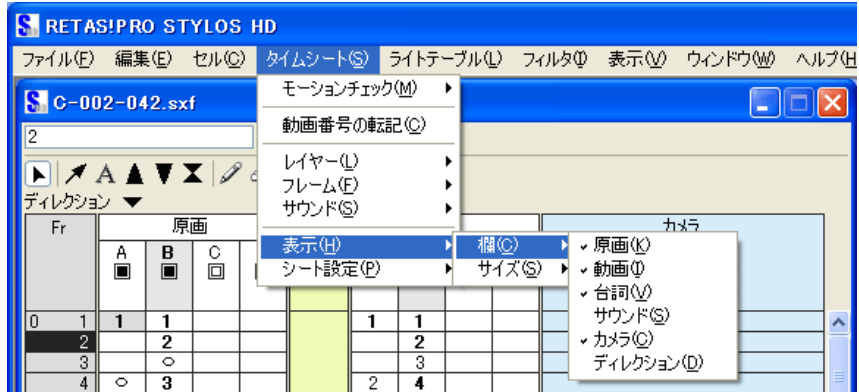 RETAS!PRO STYLOS HD
ファイル(F) 編集(E) セル(C) タイムシート(S) ライトテーブル(L) フィルタ(I) 表示(V) ウィンドウ(W) ヘルプ(H
C-002-042.sxf
2
ディレクション
モーションチェック(M)
動画番号の転記(C)
レイヤー(L)
フレーム(F)
サウンド(S)
表示(H)
シート設定(P)
欄(C)
サイズ(S)
原画(K)
動画(I)
台詞(V)
サウンド(S)
カメラ(C)
ディレクション(D)
Fr 原画 カメラ
A B C
0 1 1 1 1 1
2 2 2
3 ○ 3
4 ○ 3 2 4